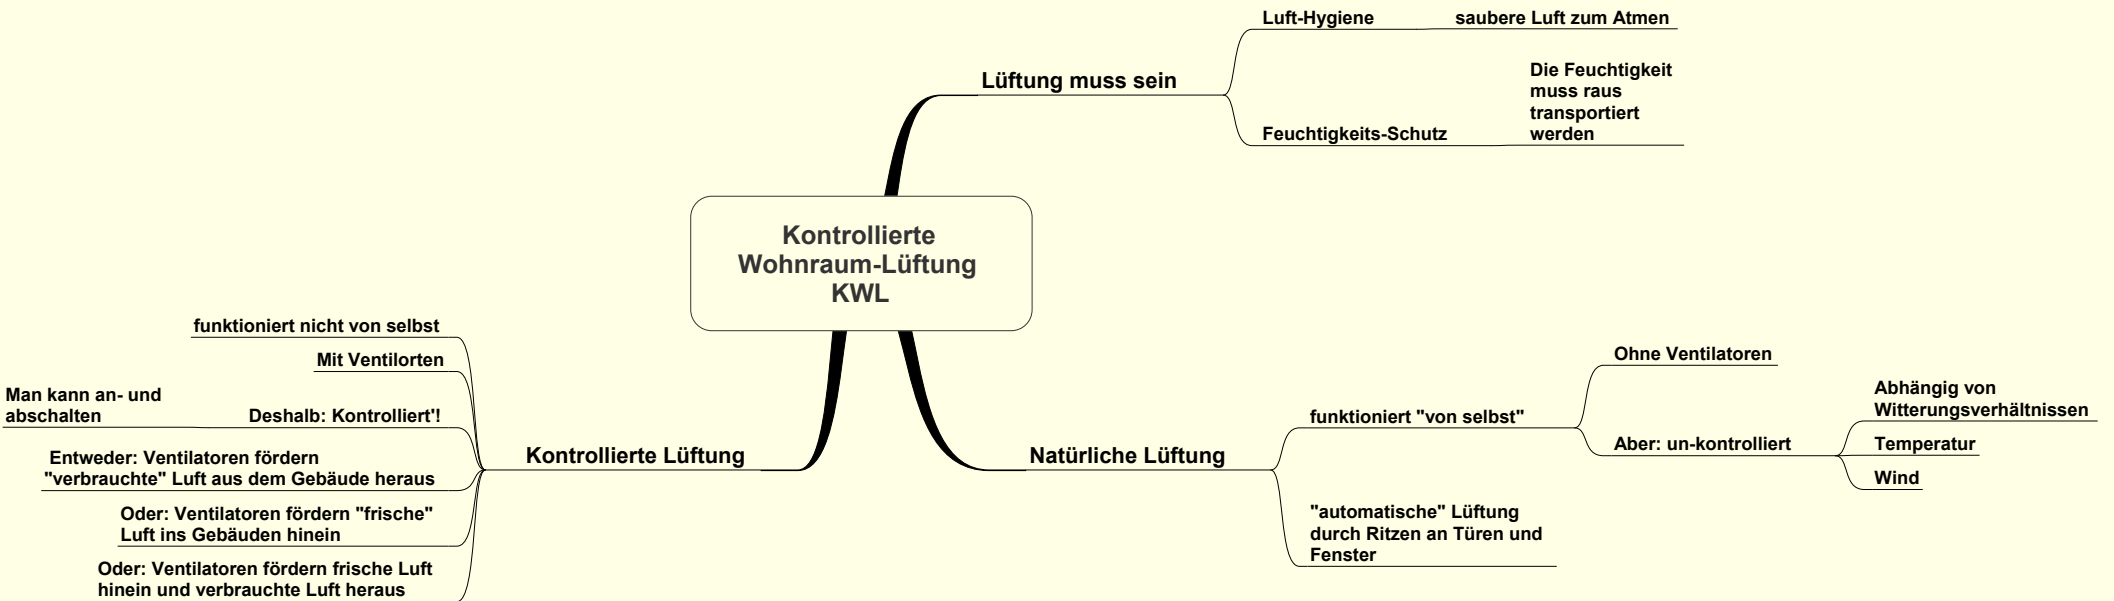 Luft-Hygiene
saubere Luft zum Atmen
Lüftung muss sein
Die Feuchtigkeit
muss raus
transportiert
werden
Feuchtigkeits-Schutz
Kontrollierte
Wohnraum-Lüftung
KWL
funktioniert nicht von selbst
Mit Ventilorten
Man kann an- und
abschalten
Deshalb: Kontrolliert'!
Kontrollierte Lüftung
Entweder: Ventilatoren fördern
"verbrauchte" Luft aus dem Gebäude heraus
Oder: Ventilatoren fördern "frische"
Luft ins Gebäuden hinein
Oder: Ventilatoren fördern frische Luft
hinein und verbrauchte Luft heraus
Natürliche Lüftung
funktioniert "von selbst"
Ohne Ventilatoren
Aber: un-kontrolliert
Abhängig von
Witterungsverhältnissen
Temperatur
Wind
"automatische" Lüftung
durch Ritzen an Türen und
Fenster